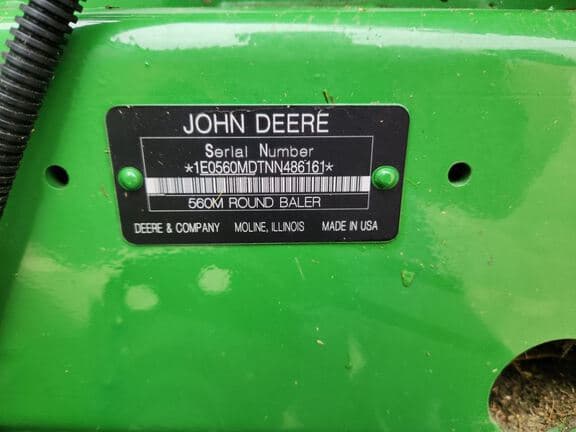 JOHN DEERE
Serial Number
*1E0560MDTNN486161*
560M ROUND BALER
DEERE & COMPANY MOLINE, ILLINOIS MADE IN USA